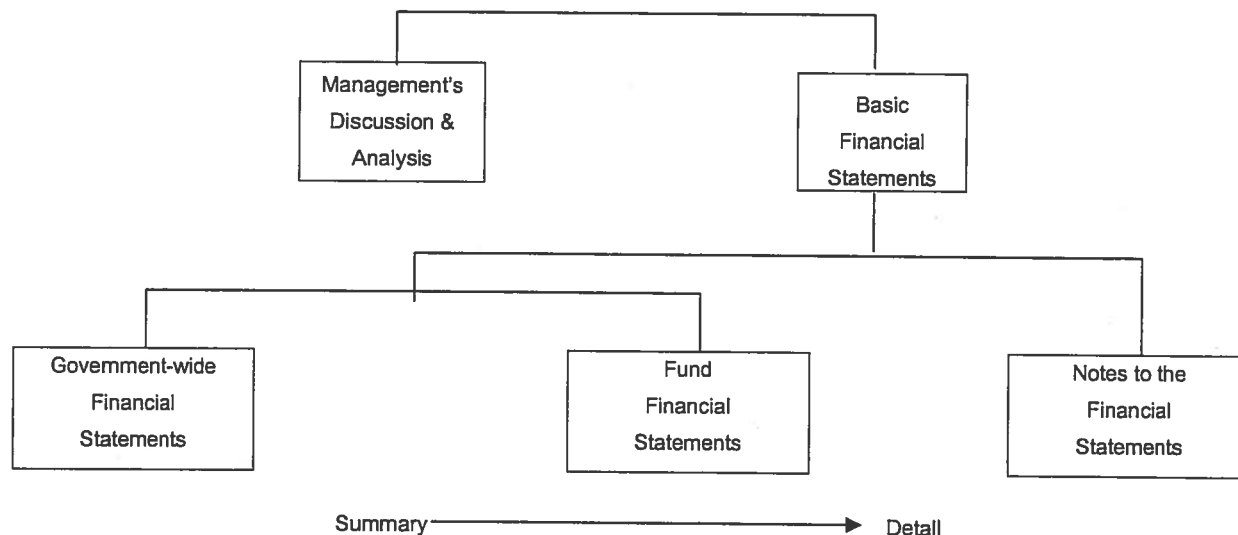 Management's
Discussion &
Analysis
Basic
Financial
Statements
Government-wide
Financial
Statements
Fund
Financial
Statements
Notes to the
Financial
Statements
Summary
Detail